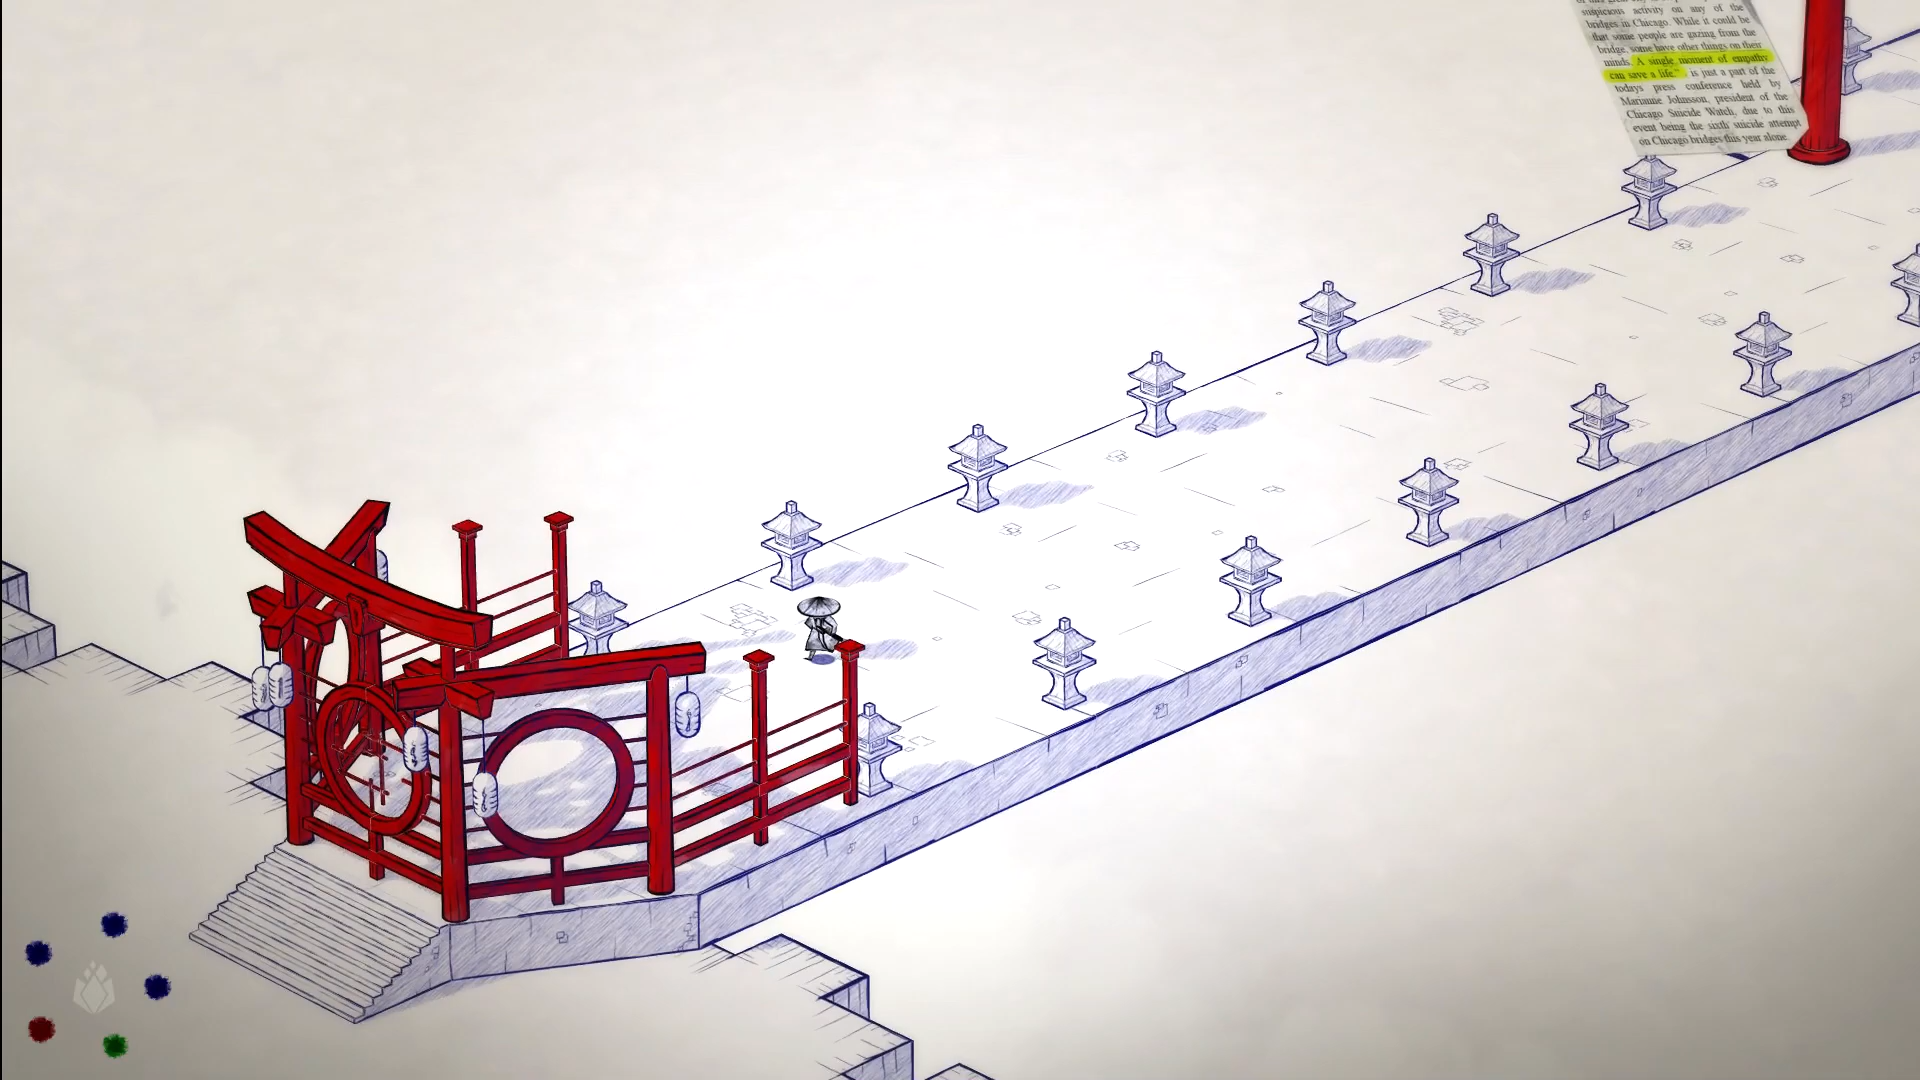 suspicious activity on any of the
bridges in Chicago. While it could be
that some people are gazing from the
bridge, some have other things on their
minds. A single moment of empathy
can save a life." is just a part of the
todays press conference held by
Marianne Johnsson, president of the
Chicago Suicide Watch, due to this
event being the sixth suicide attempt
on Chicago bridges this year alone.